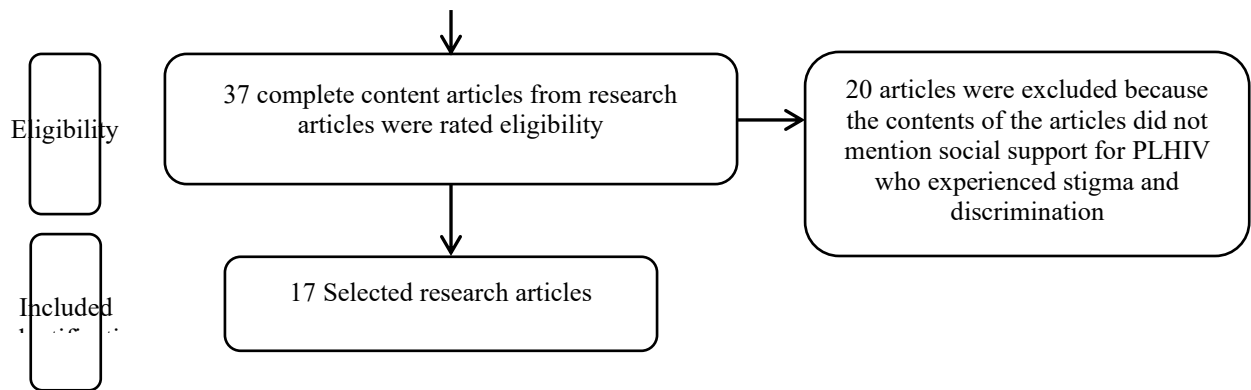 Eligibility
37 complete content articles from research
articles were rated eligibility
20 articles were excluded because
the contents of the articles did not
mention social support for PLHIV
who experienced stigma and
discrimination
Included
17 Selected research articles